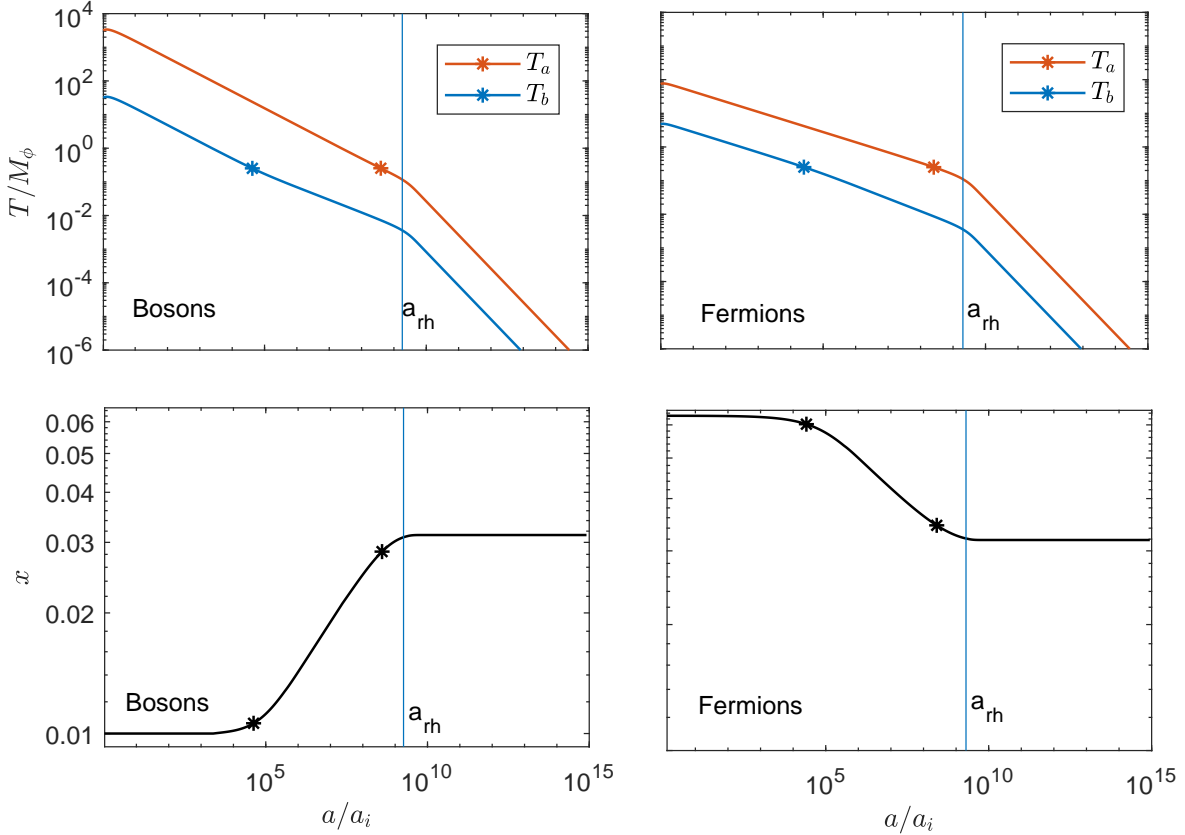 10^4
10^2
10^0
10^-2
10^-4
10^-6
T/M_ϕ
T_a
T_b
Bosons
a_rh
T_a
T_b
Fermions
a_rh
0.06
0.05
0.04
0.03
0.02
0.01
x
Bosons
a_rh
10^5
10^10
10^15
a/a_i
Fermions
a_rh
10^5
10^10
10^15
a/a_i